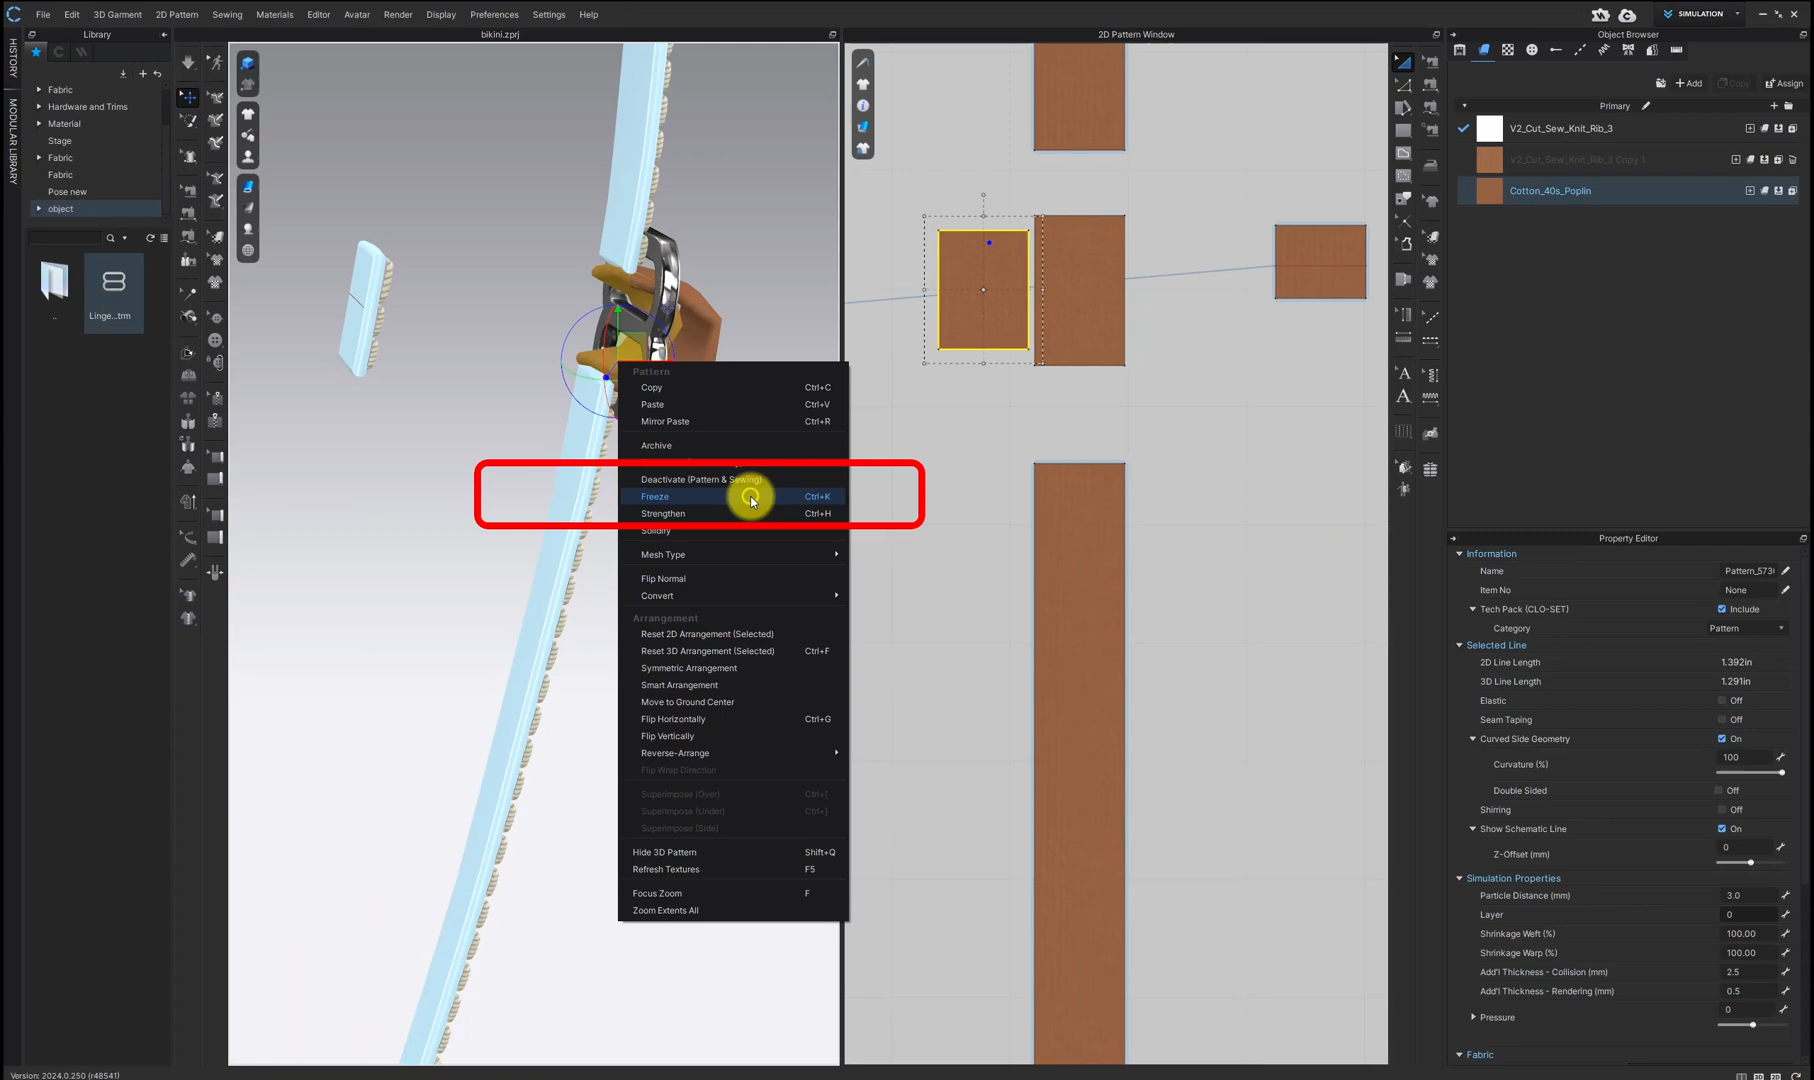 File Edit 3D Garment 2D Pattern Sewing Materials Editor Avatar Render Display Preferences Settings Help
SIMULATION
HISTORY
MODULAR LIBRARY
Library
Fabric
Hardware and Trims
Material
Stage
Fabric
Fabric
Pose new
object
..
Linge...trm
bikini.zprj
Pattern
Copy Ctrl+C
Paste Ctrl+V
Mirror Paste Ctrl+R
Archive
Deactivate (Pattern & Sewing)
Freeze Ctrl+K
Strengthen Ctrl+H
Solidify
Mesh Type
Flip Normal
Convert
Arrangement
Reset 2D Arrangement (Selected)
Reset 3D Arrangement (Selected) Ctrl+F
Symmetric Arrangement
Smart Arrangement
Move to Ground Center
Flip Horizontally Ctrl+G
Flip Vertically
Reverse-Arrange
Flip Wrap Direction
Superimpose (Over) Ctrl+[
Superimpose (Under) Ctrl+]
Superimpose (Side)
Hide 3D Pattern Shift+Q
Refresh Textures F5
Focus Zoom F
Zoom Extents All
2D Pattern Window
Object Browser
Add Copy Assign
Primary
V2_Cut_Sew_Knit_Rib_3
V2_Cut_Sew_Knit_Rib_3 Copy 1
Cotton_40s_Poplin
Property Editor
Information
Name Pattern_573
Item No None
Tech Pack (CLO-SET) Include
Category Pattern
Selected Line
2D Line Length 1.392in
3D Line Length 1.291in
Elastic Off
Seam Taping Off
Curved Side Geometry On
Curvature (%) 100
Double Sided Off
Shirring Off
Show Schematic Line On
Z-Offset (mm) 0
Simulation Properties
Particle Distance (mm) 3.0
Layer 0
Shrinkage Weft (%) 100.00
Shrinkage Warp (%) 100.00
Add'l Thickness - Collision (mm) 2.5
Add'l Thickness - Rendering (mm) 0.5
Pressure 0
Fabric
Version: 2024.0.250 (r48541)